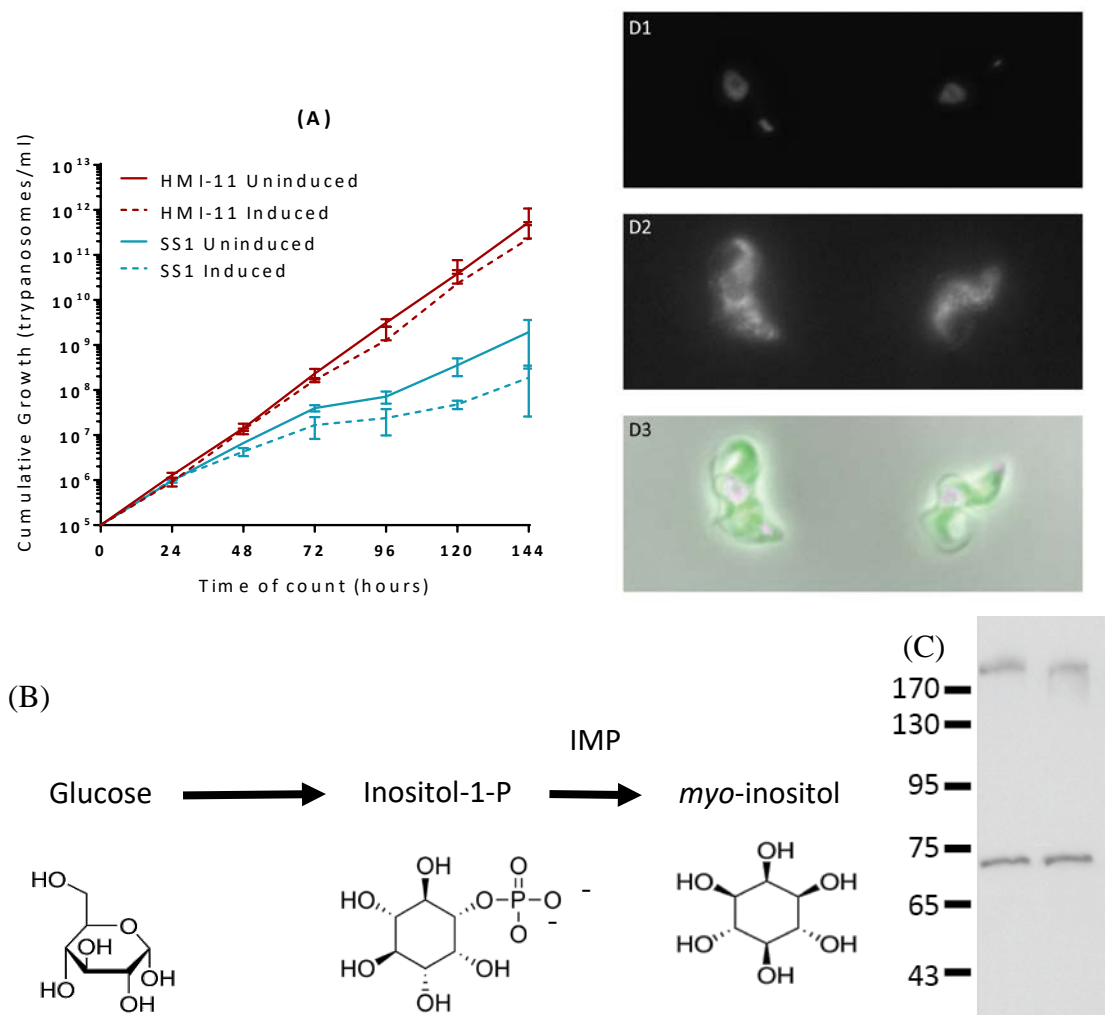 (A)
Cumulative Growth (trypanosomes/ml)
10^13
10^12
10^11
10^10
10^9
10^8
10^7
10^6
10^5
HMI-11 Uninduced
HMI-11 Induced
SS1 Uninduced
SS1 Induced
0 24 48 72 96 120 144
Time of count (hours)
D1
D2
D3
(B)
IMP
Glucose Inositol-1-P myo-inositol
HO
O
OH
HO
HO
OH
OH
OH
HO
HO
OH
OH
O
P
O
O
O
-
-
OH
HO
OH
HO
OH
OH
(C)
170
130
95
75
65
43